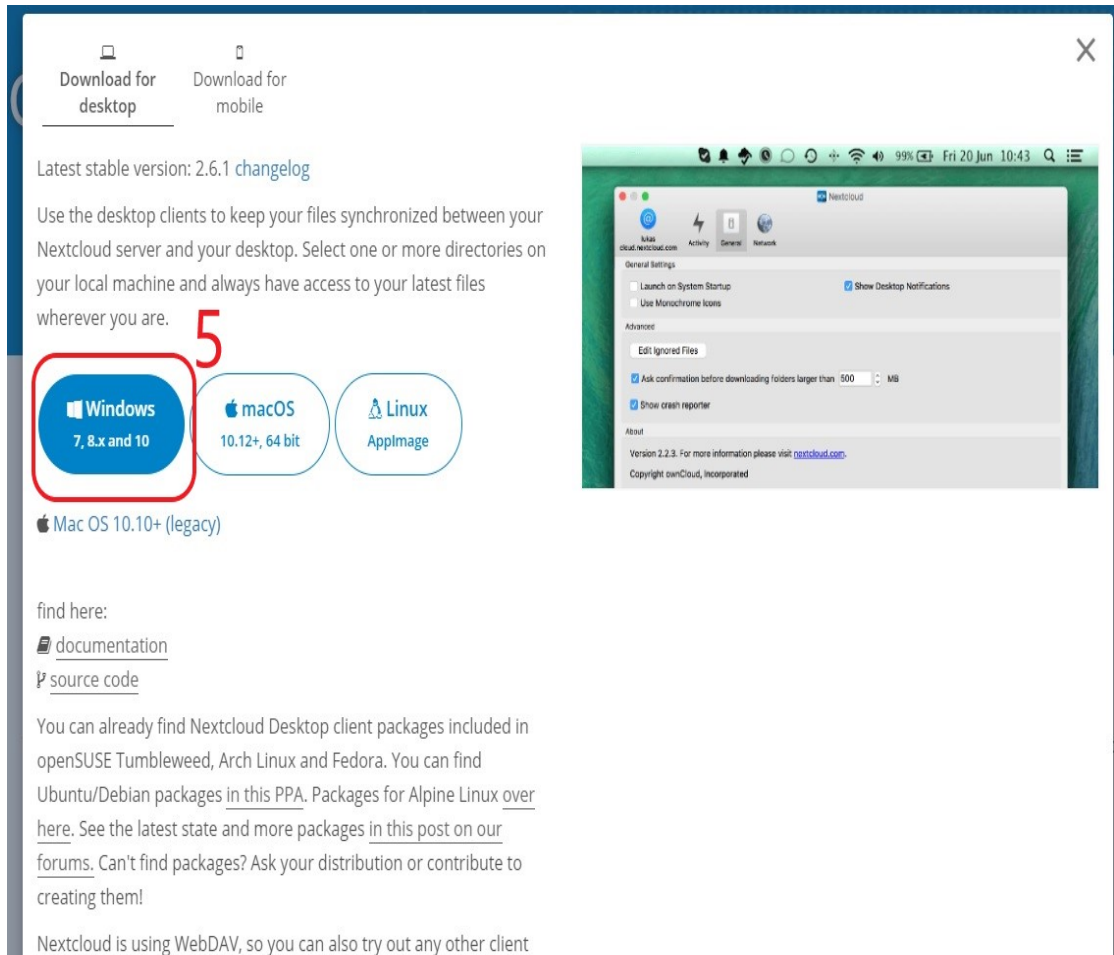 Download for
desktop
Download for
mobile
X
Latest stable version: 2.6.1 changelog
Use the desktop clients to keep your files synchronized between your
Nextcloud server and your desktop. Select one or more directories on
your local machine and always have access to your latest files
wherever you are.
5
Windows
7, 8.x and 10
macOS
10.12+, 64 bit
Linux
AppImage
Mac OS 10.10+ (legacy)
find here:
documentation
source code
You can already find Nextcloud Desktop client packages included in
openSUSE Tumbleweed, Arch Linux and Fedora. You can find
Ubuntu/Debian packages in this PPA. Packages for Alpine Linux over
here. See the latest state and more packages in this post on our
forums. Can't find packages? Ask your distribution or contribute to
creating them!
Nextcloud is using WebDAV, so you can also try out any other client
99% Fri 20 Jun 10:43
Nextcloud
lukas
cloud.nextcloud.com
Activity
General
Network
General Settings
Launch on System Startup
Show Desktop Notifications
Use Monochrome Icons
Advanced
Edit Ignored Files
Ask confirmation before downloading folders larger than 500 MB
Show crash reporter
About
Version 2.2.3. For more information please visit nextcloud.com.
Copyright ownCloud, Incorporated